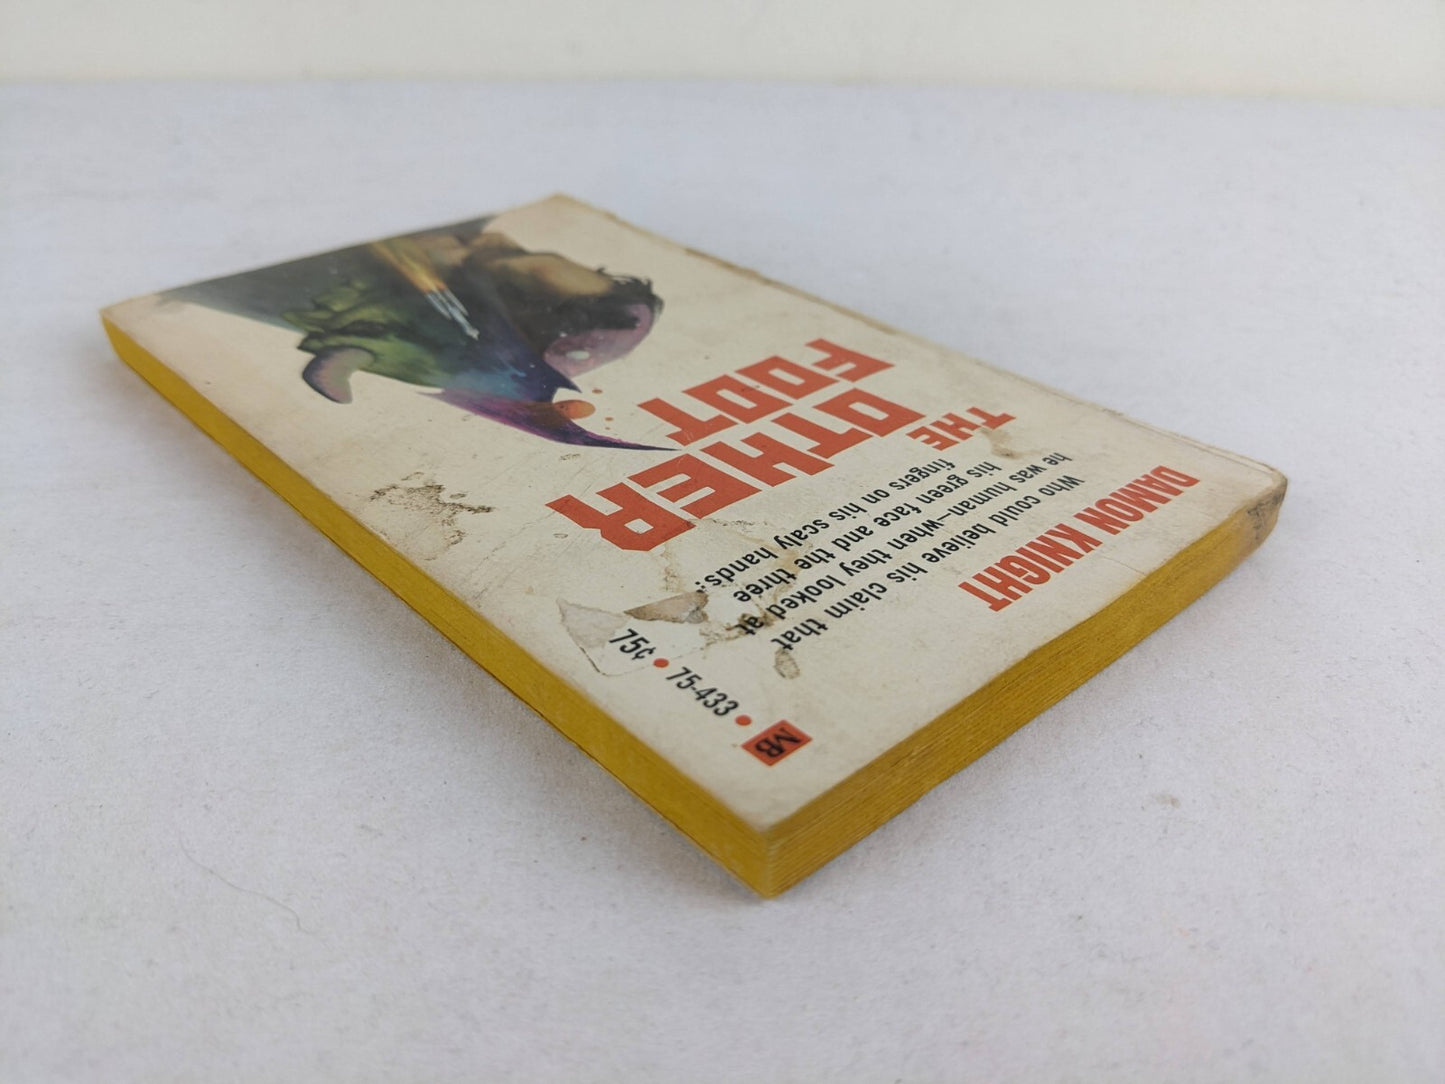 MB
75¢ • 75-433 •
DAMON KNIGHT
Who could believe his claim that
he was human—when they looked at
his green face and the three
fingers on his scaly hands?
THE
OTHER
FOOT